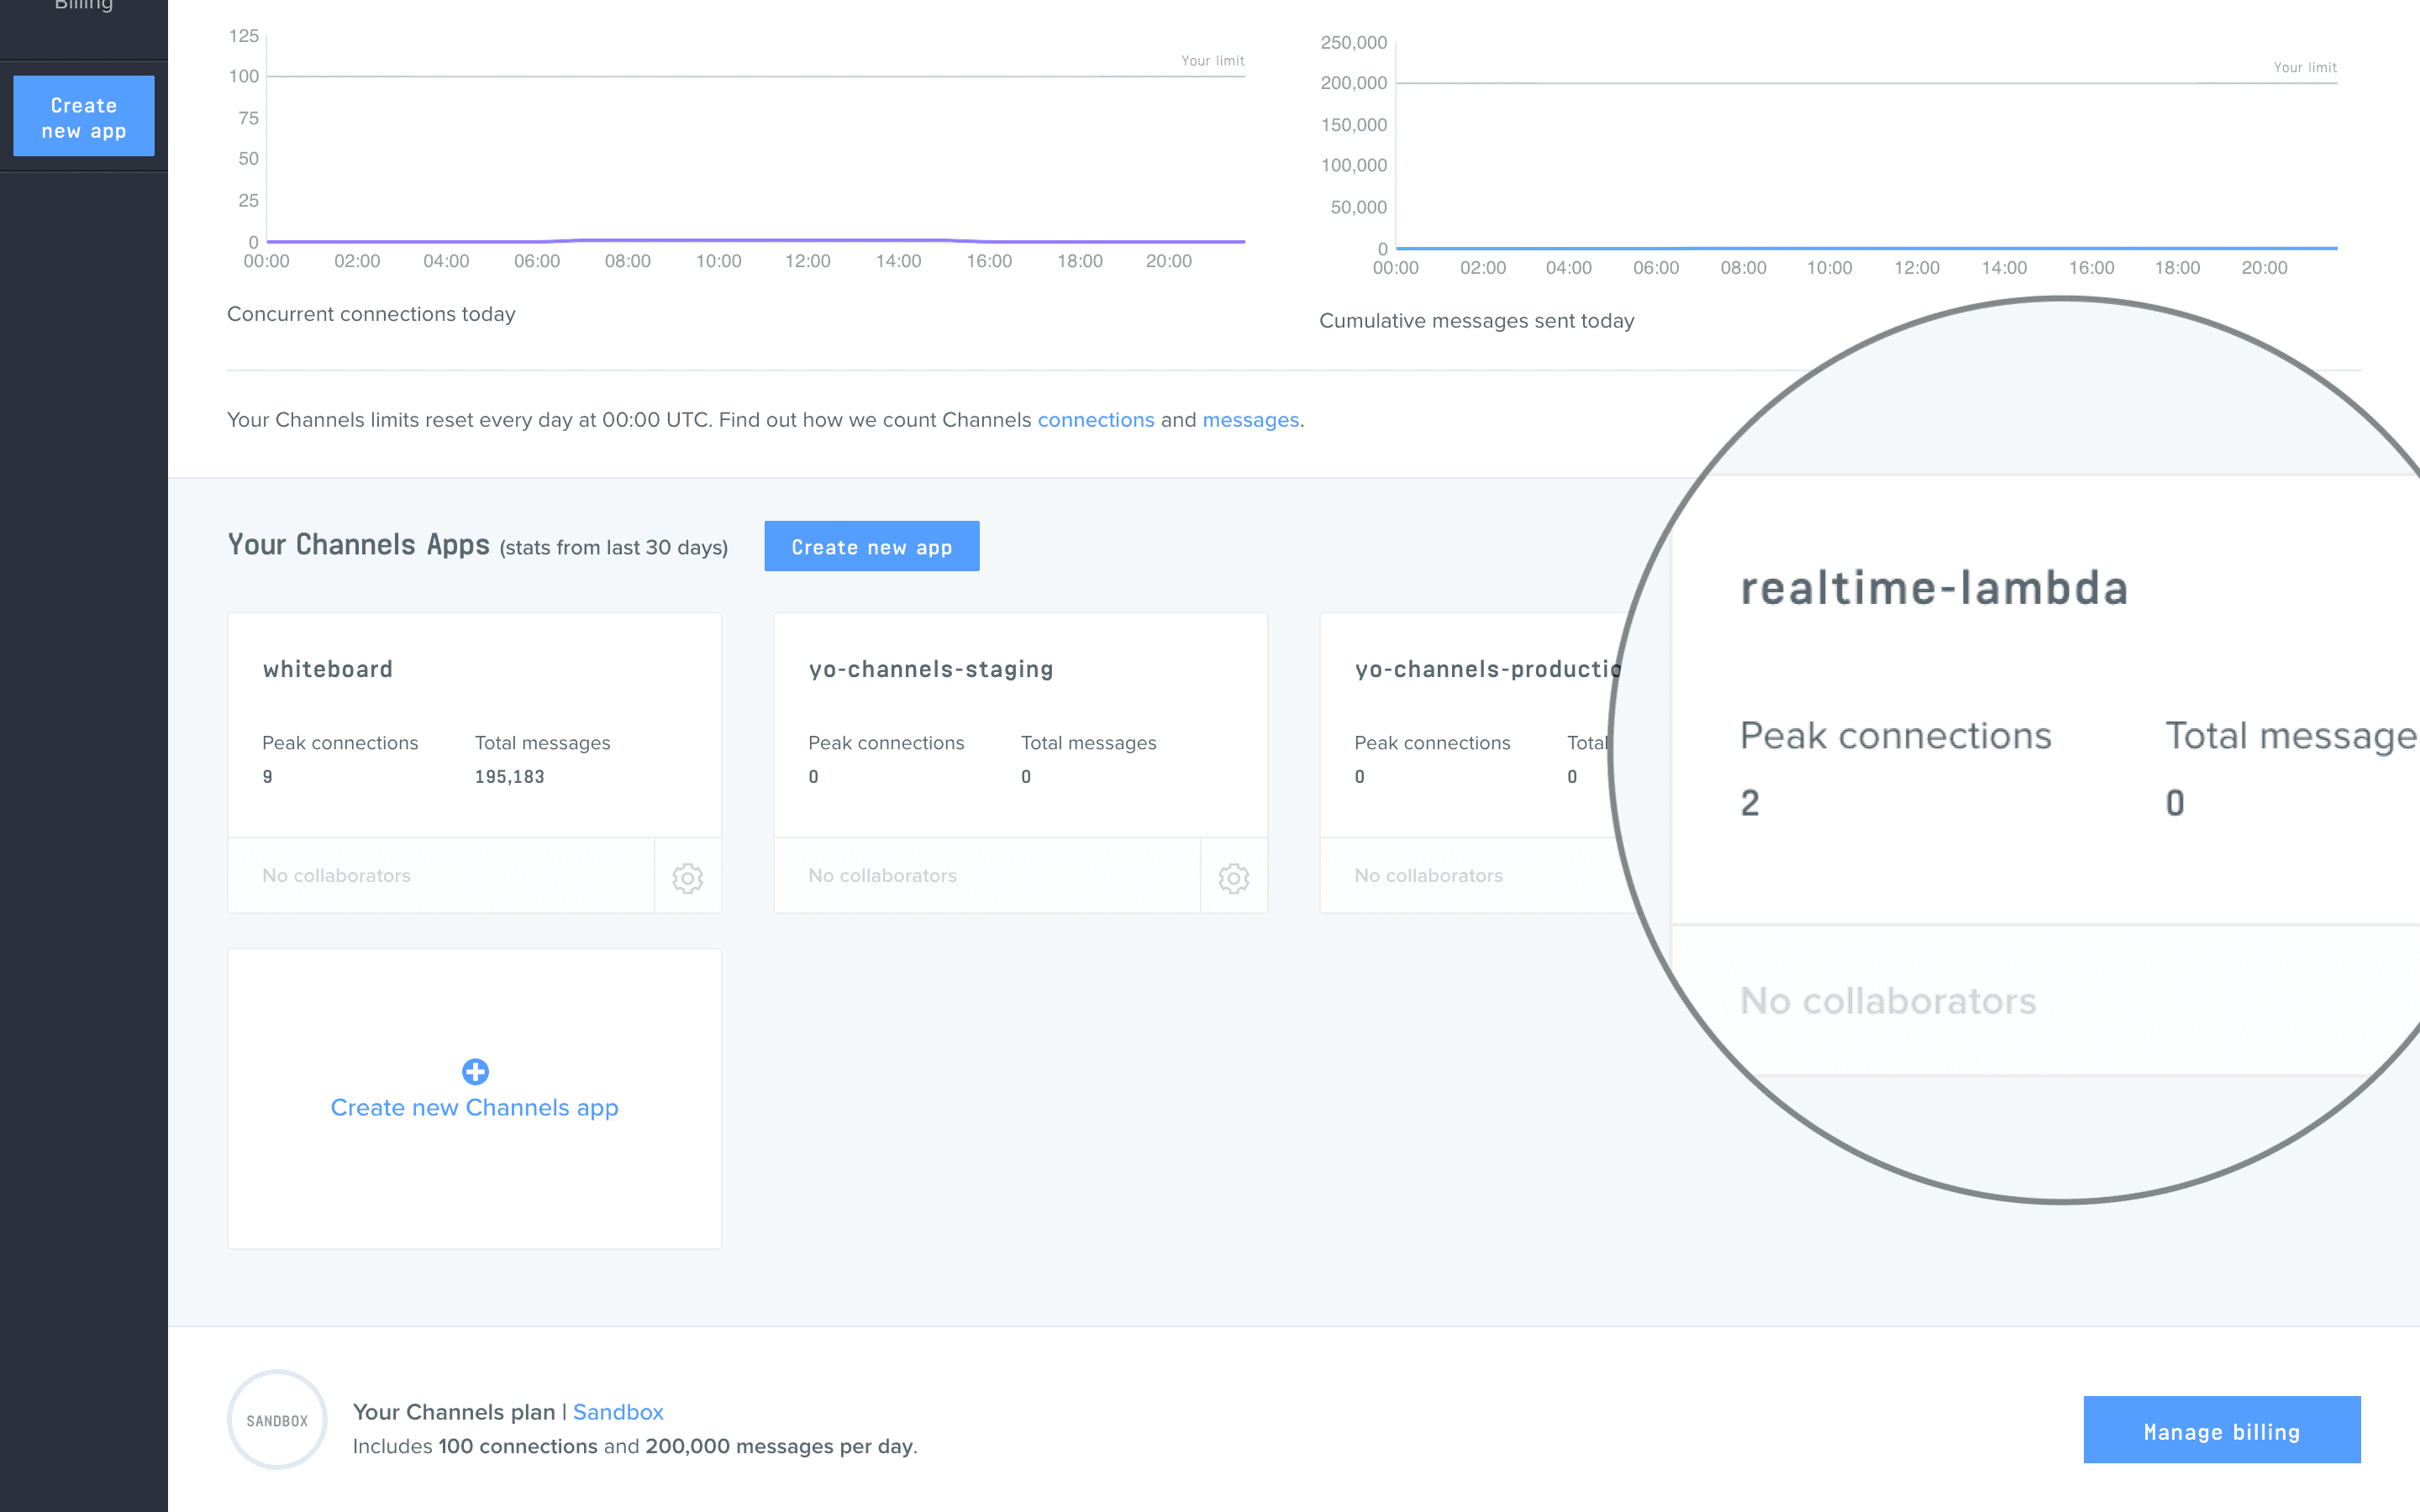 Billing
Create
new app
125
100
75
50
25
0
Your limit
00:00 02:00 04:00 06:00 08:00 10:00 12:00 14:00 16:00 18:00 20:00
Concurrent connections today
250,000
200,000
150,000
100,000
50,000
0
Your limit
00:00 02:00 04:00 06:00 08:00 10:00 12:00 14:00 16:00 18:00 20:00
Cumulative messages sent today
Your Channels limits reset every day at 00:00 UTC. Find out how we count Channels connections and messages.
Your Channels Apps (stats from last 30 days)
Create new app
whiteboard
Peak connections Total messages
9 195,183
No collaborators
yo-channels-staging
Peak connections Total messages
0 0
No collaborators
yo-channels-productio
Peak connections Total
0 0
No collaborators
realtime-lambda
Peak connections Total message
2 0
No collaborators
Create new Channels app
SANDBOX
Your Channels plan | Sandbox
Includes 100 connections and 200,000 messages per day.
Manage billing